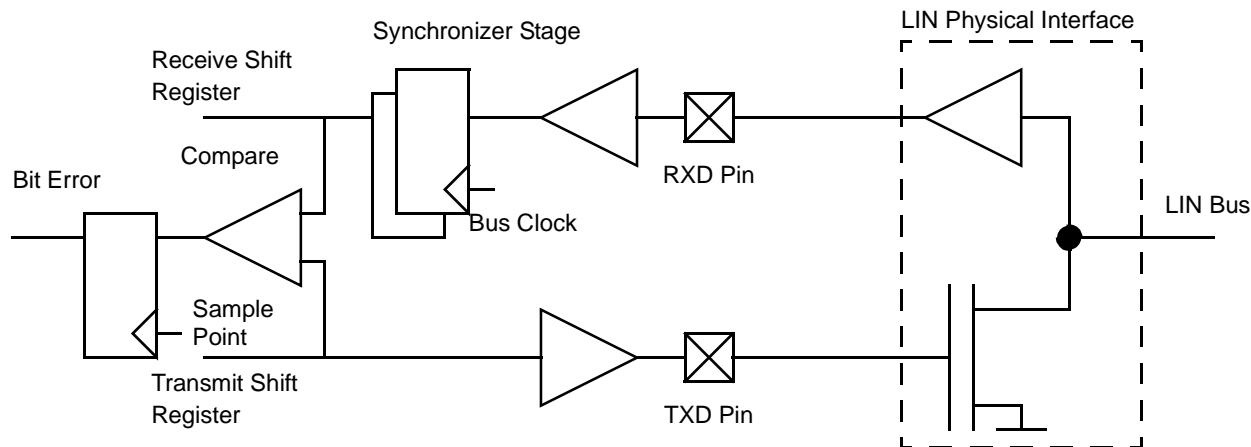 LIN Physical Interface
Synchronizer Stage
Receive Shift
Register
Compare
RXD Pin
Bit Error
Bus Clock
LIN Bus
Sample
Point
Transmit Shift
Register
TXD Pin